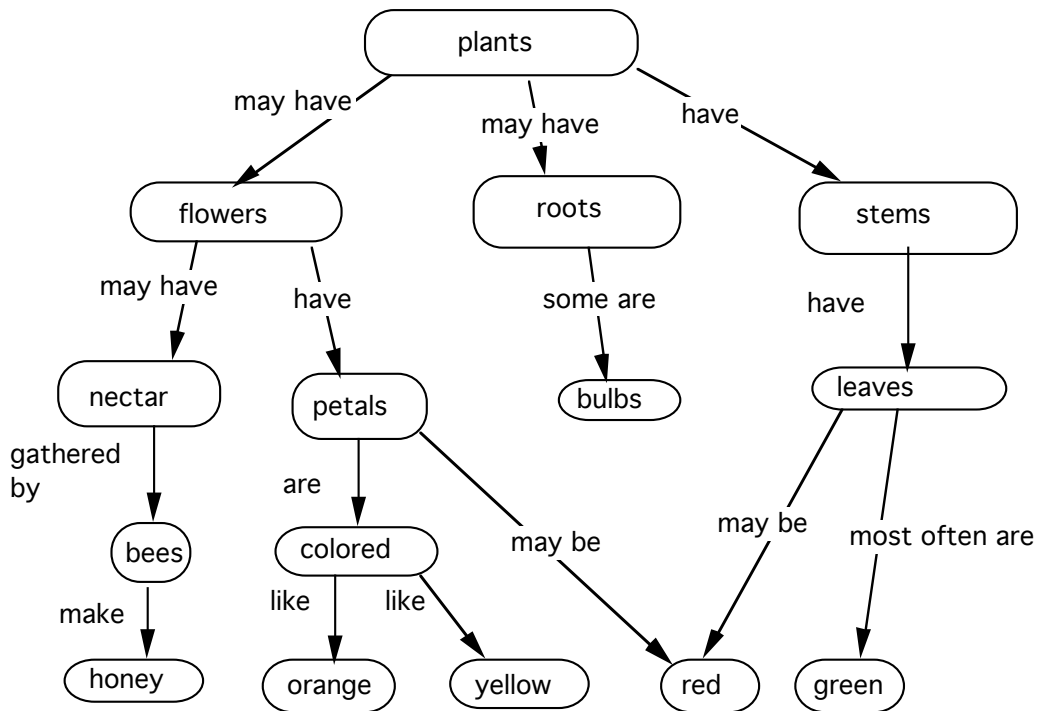 plants
may have
may have
have
flowers
roots
stems
may have
have
some are
have
nectar
petals
bulbs
leaves
gathered
by
are
may be
may be
most often are
bees
colored
make
like
like
honey
orange
yellow
red
green